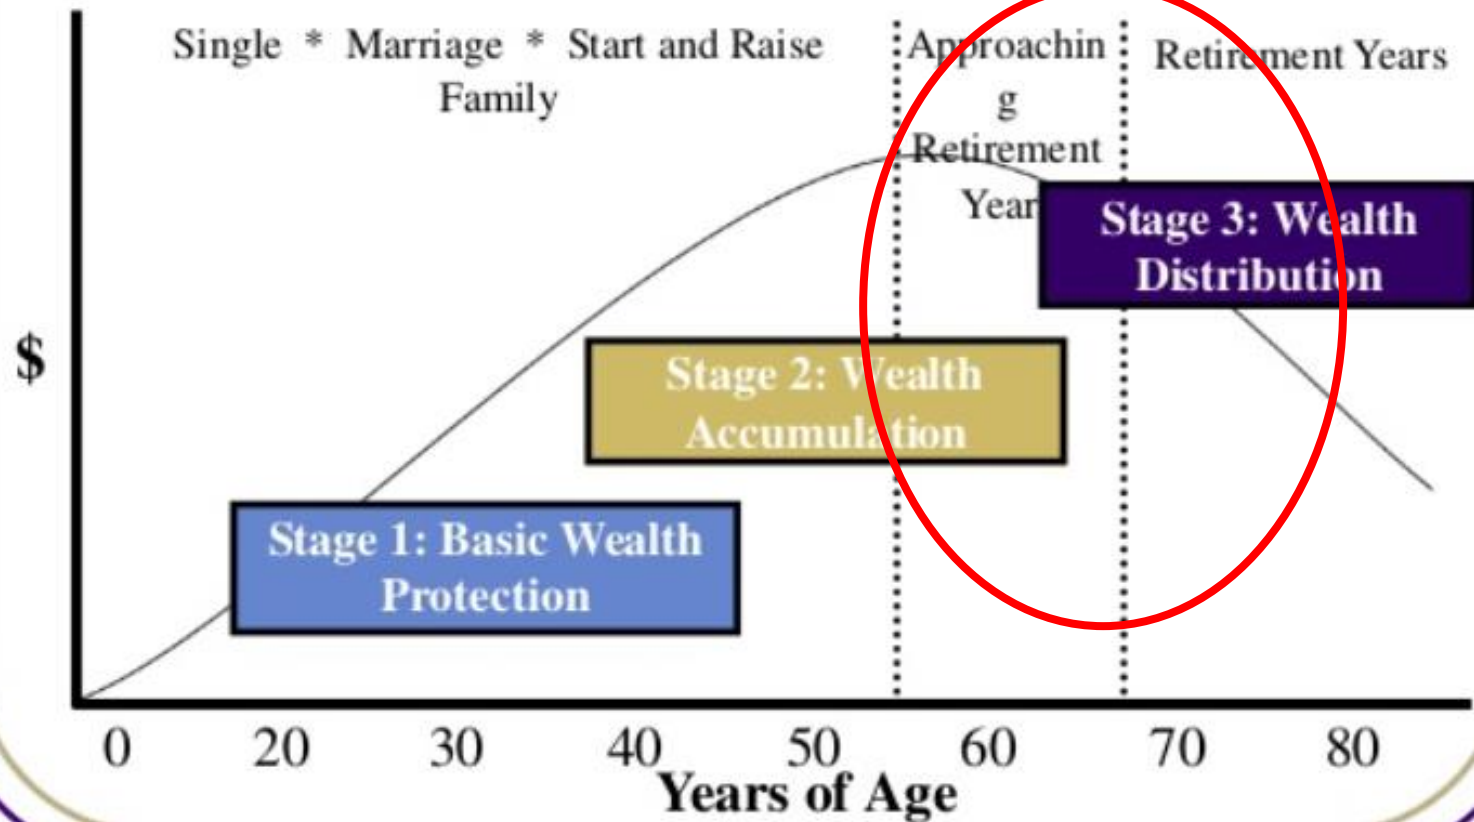 Single * Marriage * Start and Raise
Family
Approachin
g
Retirement
Year
Retirement Years
Stage 3: Wealth
Distribution
$
Stage 2: Wealth
Accumulation
Stage 1: Basic Wealth
Protection
0 20 30 40 50 60 70 80
Years of Age